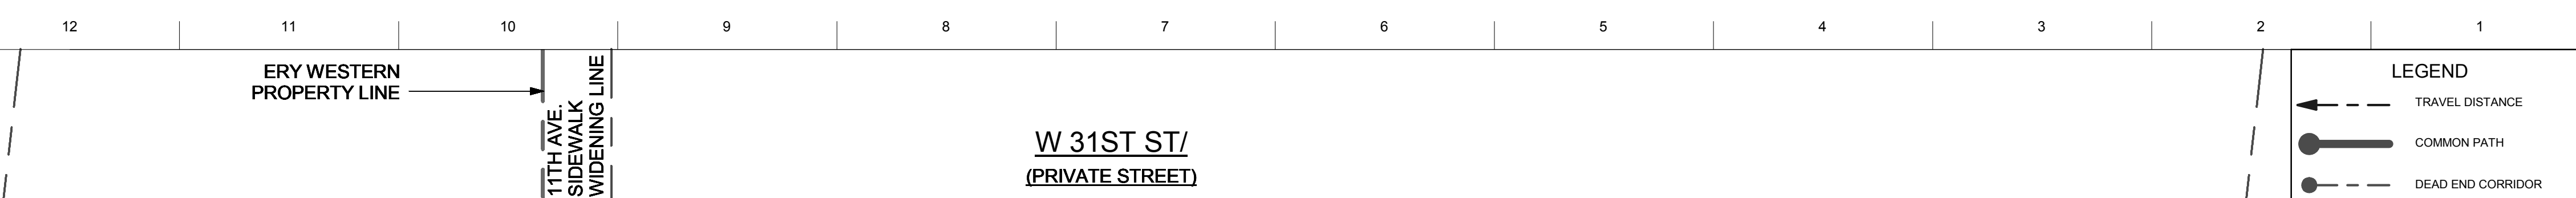 12 11 10 9 8 7 6 5 4 3 2 1
ERY WESTERN
PROPERTY LINE
11TH AVE.
SIDEWALK
WIDENING LINE
W 31ST ST/
(PRIVATE STREET)
LEGEND
TRAVEL DISTANCE
COMMON PATH
DEAD END CORRIDOR